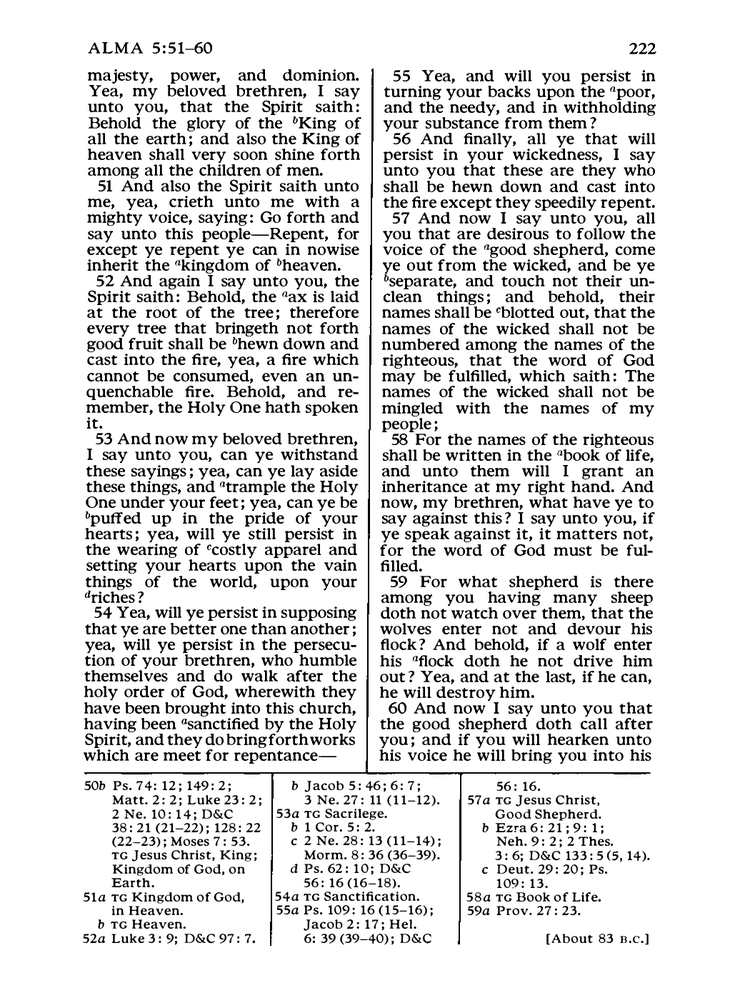 ALMA 5:51–60
222
majesty, power, and dominion.
Yea, my beloved brethren, I say
unto you, that the Spirit saith:
Behold the glory of the bKing of
all the earth; and also the King of
heaven shall very soon shine forth
among all the children of men.
51 And also the Spirit saith unto
me, yea, crieth unto me with a
mighty voice, saying: Go forth and
say unto this people—Repent, for
except ye repent ye can in nowise
inherit the akingdom of bheaven.
52 And again I say unto you, the
Spirit saith: Behold, the aax is laid
at the root of the tree; therefore
every tree that bringeth not forth
good fruit shall be bhewn down and
cast into the fire, yea, a fire which
cannot be consumed, even an un-
quenchable fire. Behold, and re-
member, the Holy One hath spoken
it.
53 And now my beloved brethren,
I say unto you, can ye withstand
these sayings; yea, can ye lay aside
these things, and atrample the Holy
One under your feet; yea, can ye be
bpuffed up in the pride of your
hearts; yea, will ye still persist in
the wearing of ccostly apparel and
setting your hearts upon the vain
things of the world, upon your
driches?
54 Yea, will ye persist in supposing
that ye are better one than another;
yea, will ye persist in the persecu-
tion of your brethren, who humble
themselves and do walk after the
holy order of God, wherewith they
have been brought into this church,
having been asanctified by the Holy
Spirit, and they do bring forth works
which are meet for repentance—
55 Yea, and will you persist in
turning your backs upon the apoor,
and the needy, and in withholding
your substance from them?
56 And finally, all ye that will
persist in your wickedness, I say
unto you that these are they who
shall be hewn down and cast into
the fire except they speedily repent.
57 And now I say unto you, all
you that are desirous to follow the
voice of the agood shepherd, come
ye out from the wicked, and be ye
bseparate, and touch not their un-
clean things; and behold, their
names shall be cblotted out, that the
names of the wicked shall not be
numbered among the names of the
righteous, that the word of God
may be fulfilled, which saith: The
names of the wicked shall not be
mingled with the names of my
people;
58 For the names of the righteous
shall be written in the abook of life,
and unto them will I grant an
inheritance at my right hand. And
now, my brethren, what have ye to
say against this? I say unto you, if
ye speak against it, it matters not,
for the word of God must be ful-
filled.
59 For what shepherd is there
among you having many sheep
doth not watch over them, that the
wolves enter not and devour his
flock? And behold, if a wolf enter
his aflock doth he not drive him
out? Yea, and at the last, if he can,
he will destroy him.
60 And now I say unto you that
the good shepherd doth call after
you; and if you will hearken unto
his voice he will bring you into his
50b Ps. 74: 12; 149: 2;
Matt. 2: 2; Luke 23: 2;
2 Ne. 10: 14; D&C
38: 21 (21–22); 128: 22
(22–23); Moses 7: 53.
TG Jesus Christ, King;
Kingdom of God, on
Earth.
51a TG Kingdom of God,
in Heaven.
b TG Heaven.
52a Luke 3: 9; D&C 97: 7.
b Jacob 5: 46; 6: 7;
3 Ne. 27: 11 (11–12).
53a TG Sacrilege.
b 1 Cor. 5: 2.
c 2 Ne. 28: 13 (11–14);
Morm. 8: 36 (36–39).
d Ps. 62: 10; D&C
56: 16 (16–18).
54a TG Sanctification.
55a Ps. 109: 16 (15–16);
Jacob 2: 17; Hel.
6: 39 (39–40); D&C
56: 16.
57a TG Jesus Christ,
Good Shepherd.
b Ezra 6: 21; 9: 1;
Neh. 9: 2; 2 Thes.
3: 6; D&C 133: 5 (5, 14).
c Deut. 29: 20; Ps.
109: 13.
58a TG Book of Life.
59a Prov. 27: 23.
[About 83 B.C.]